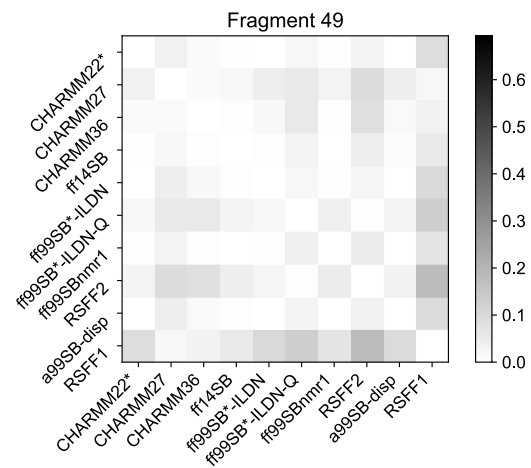 Fragment 49
CHARMM22*
CHARMM27
CHARMM36
ff14SB
ff99SB*-ILDN
ff99SB*-ILDN-Q
ff99SBnmr1
RSFF2
a99SB-disp
RSFF1
CHARMM22*
CHARMM27
CHARMM36
ff14SB
ff99SB*-ILDN
ff99SB*-ILDN-Q
ff99SBnmr1
RSFF2
a99SB-disp
RSFF1
0.6
0.5
0.4
0.3
0.2
0.1
0.0